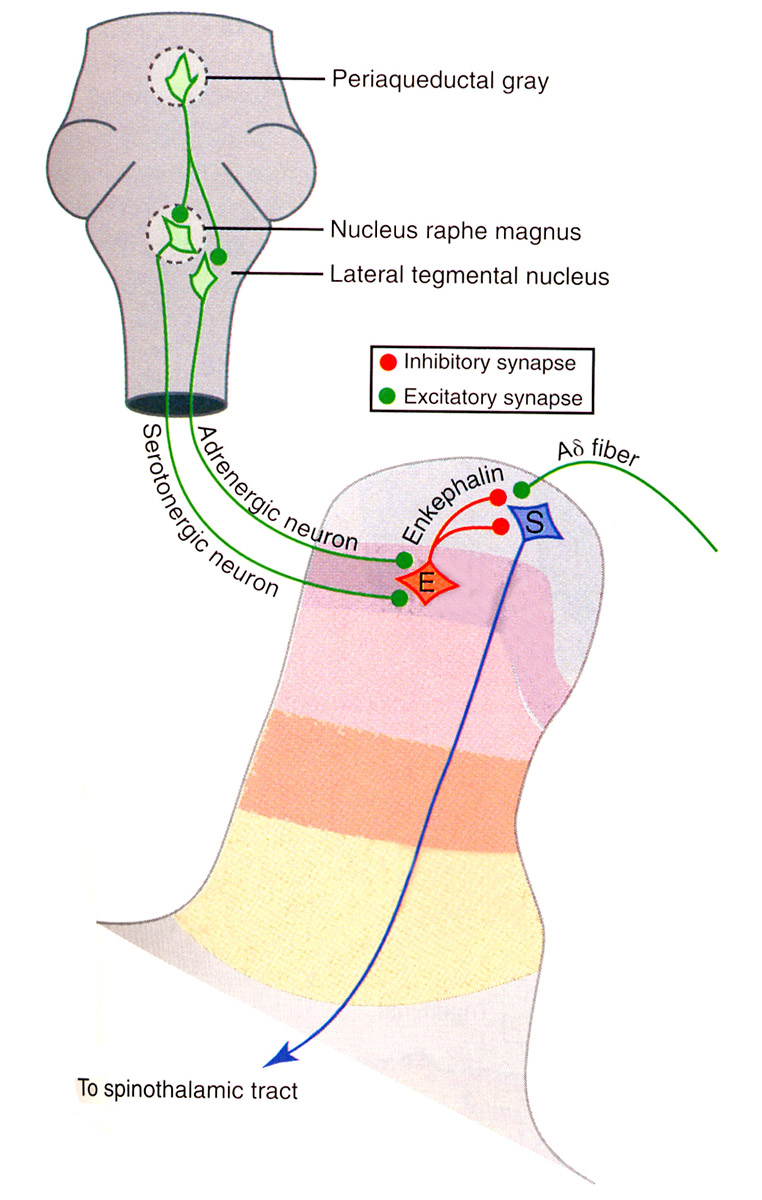 Periaqueductal gray
Nucleus raphe magnus
Lateral tegmental nucleus
Inhibitory synapse
Excitatory synapse
Aδ fiber
Enkephalin
Adrenergic neuron
Serotonergic neuron
S
E
To spinothalamic tract